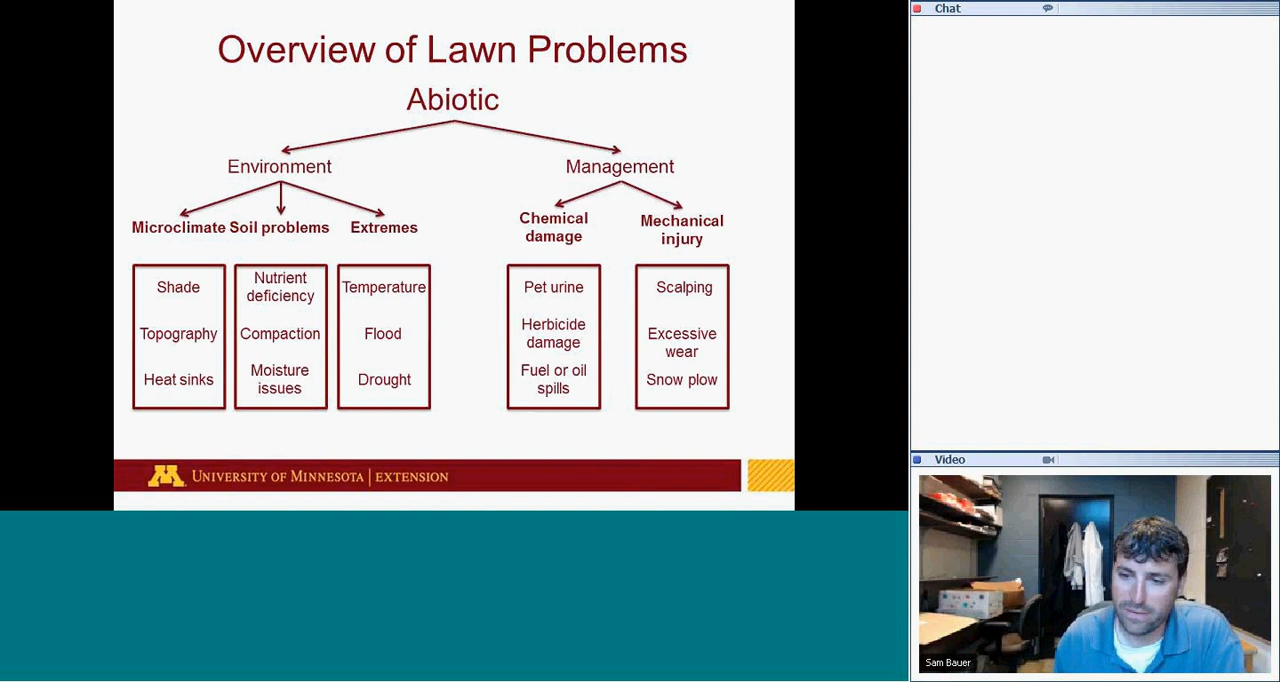 Overview of Lawn Problems
Abiotic
Environment
Management
Microclimate
Soil problems
Extremes
Chemical
damage
Mechanical
injury
Shade
Topography
Heat sinks
Nutrient
deficiency
Compaction
Moisture
issues
Temperature
Flood
Drought
Pet urine
Herbicide
damage
Fuel or oil
spills
Scalping
Excessive
wear
Snow plow
M
UNIVERSITY OF MINNESOTA | EXTENSION
Chat
Video
Sam Bauer